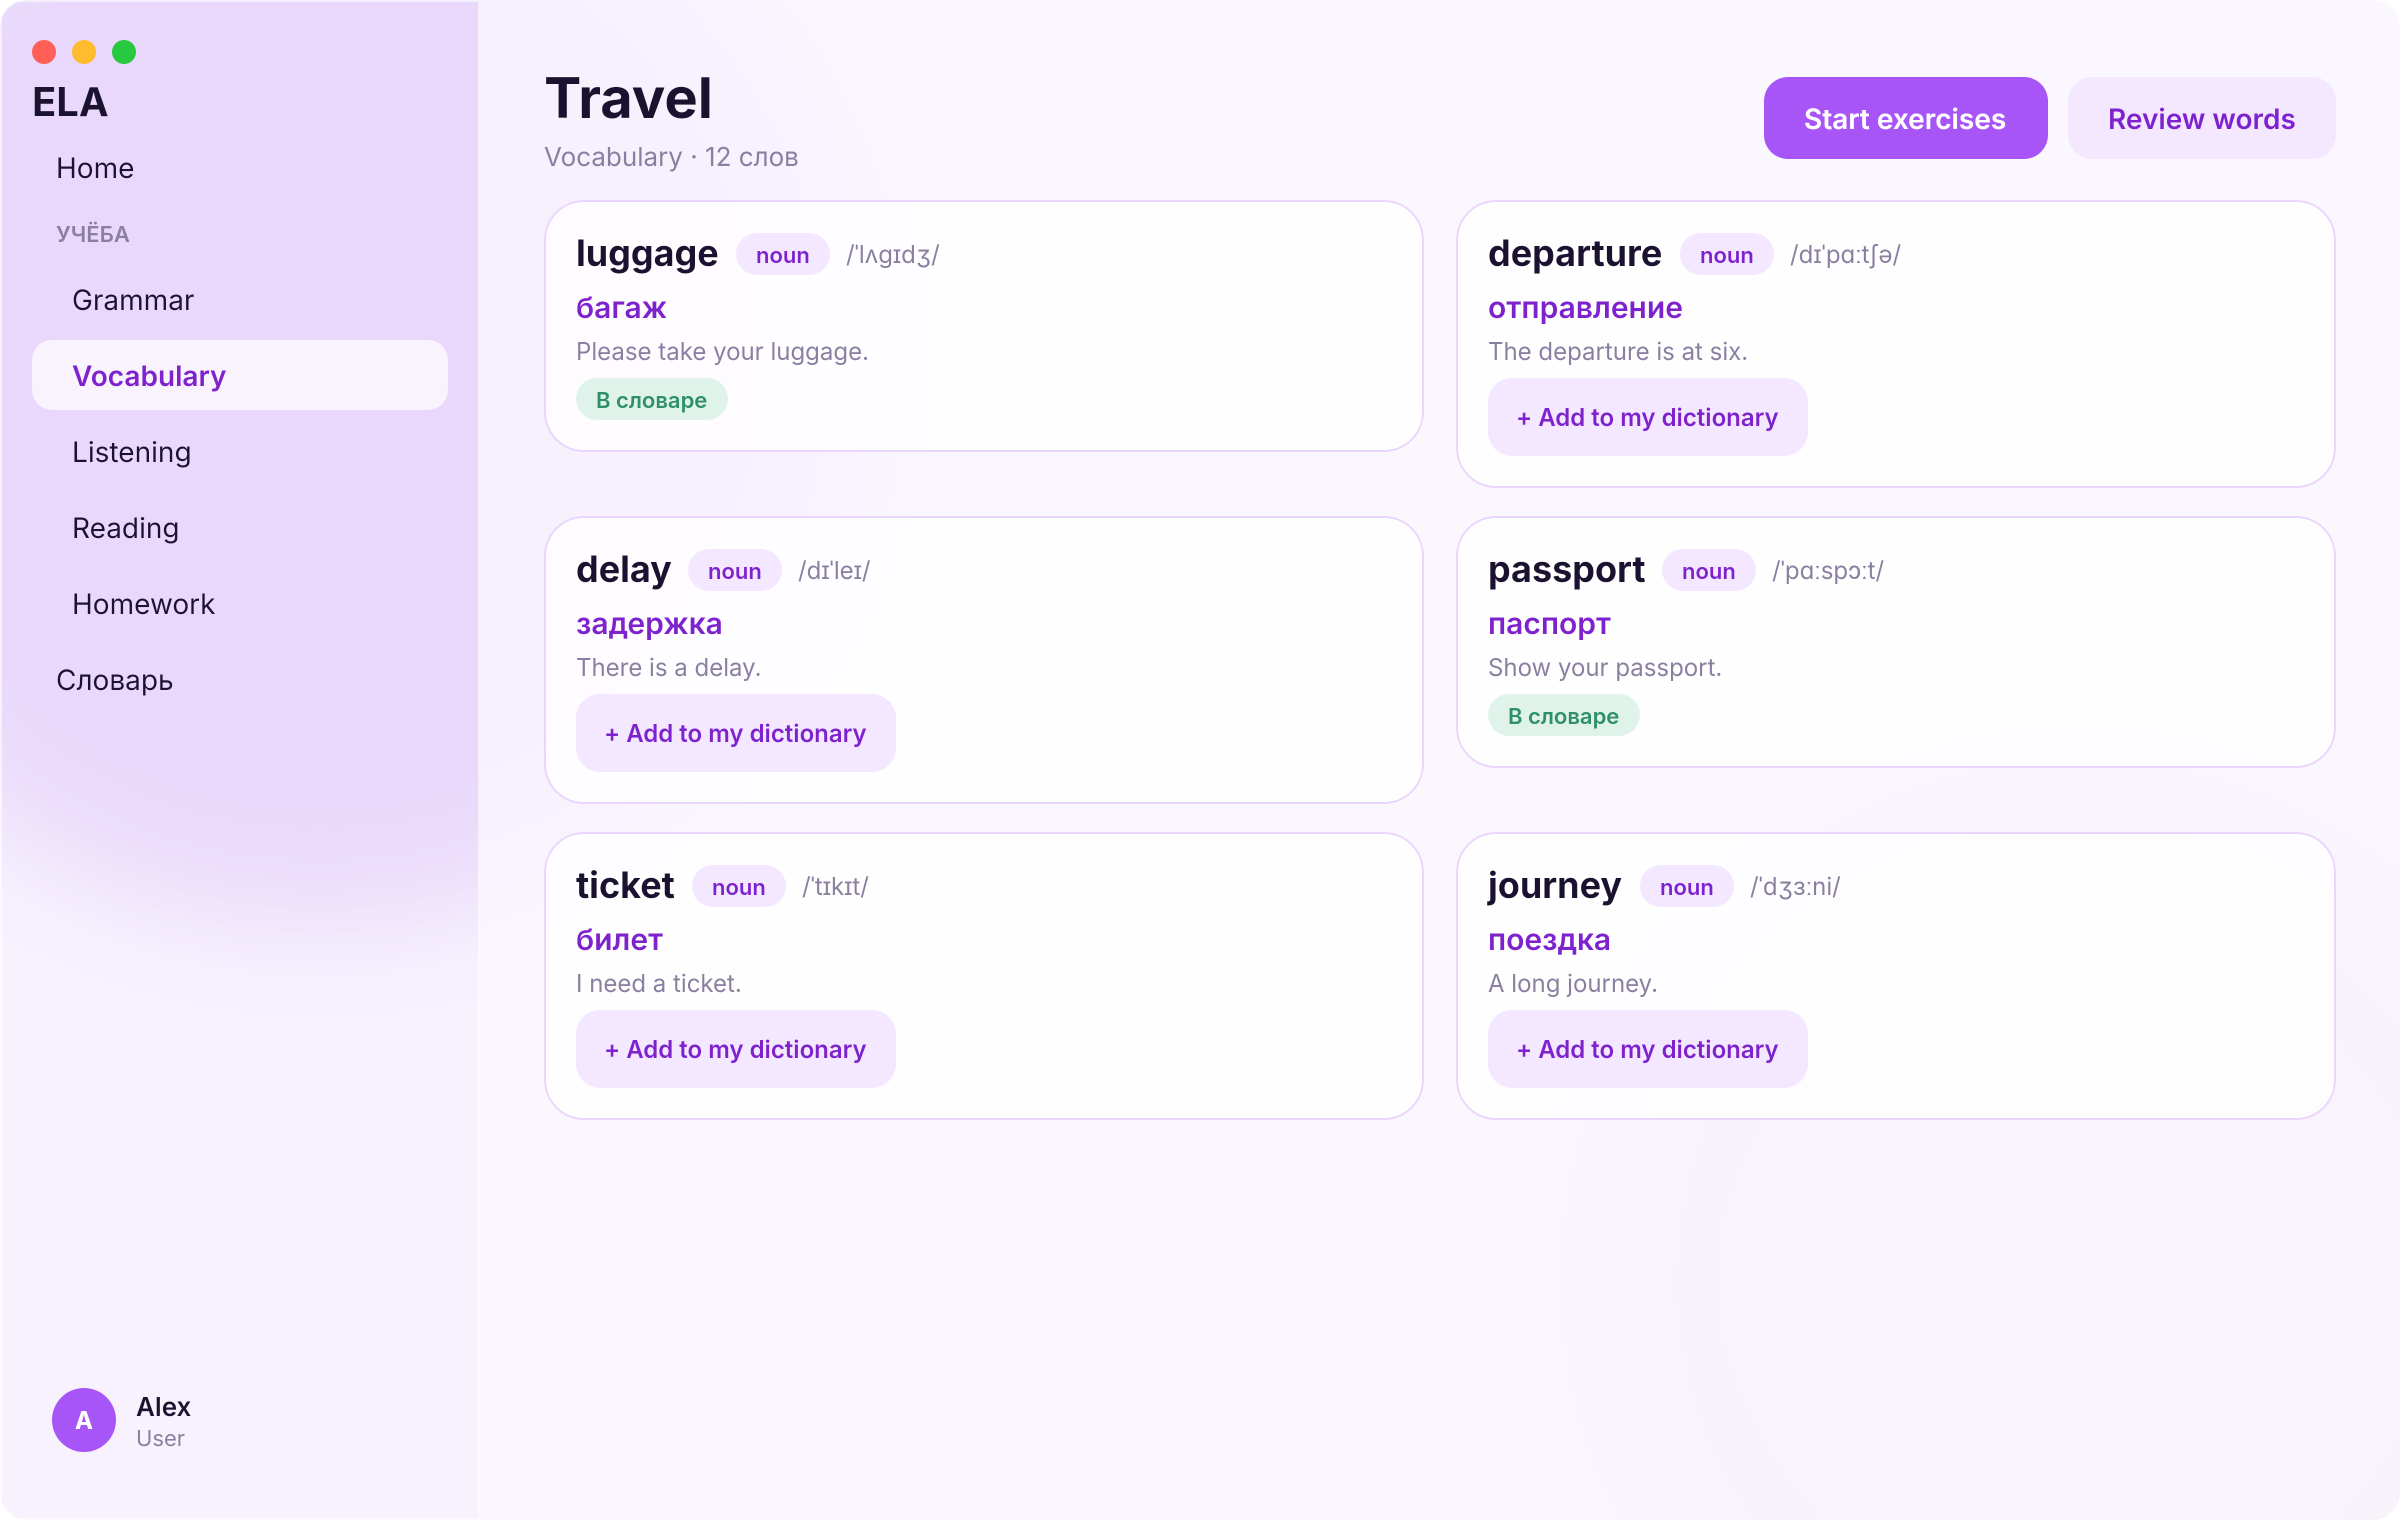 ELA
Home
УЧЁБА
Grammar
Vocabulary
Listening
Reading
Homework
Словарь
A
Alex
User
Travel
Vocabulary · 12 слов
Start exercises
Review words
luggage noun /ˈlʌɡɪdʒ/
багаж
Please take your luggage.
В словаре
departure noun /dɪˈpɑːtʃə/
отправление
The departure is at six.
+ Add to my dictionary
delay noun /dɪˈleɪ/
задержка
There is a delay.
+ Add to my dictionary
passport noun /ˈpɑːspɔːt/
паспорт
Show your passport.
В словаре
ticket noun /ˈtɪkɪt/
билет
I need a ticket.
+ Add to my dictionary
journey noun /ˈdʒɜːni/
поездка
A long journey.
+ Add to my dictionary